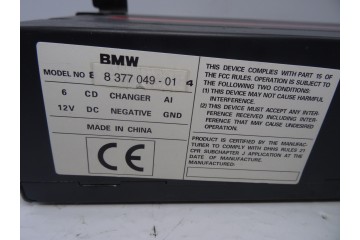 BMW
MODEL NO 8 377 049 - 01 4
6 CD CHANGER AI
12V DC NEGATIVE GND
MADE IN CHINA
CE
THIS DEVICE COMPLIES WITH PART 15 OF
THE FCC RULES. OPERATION IS SUBJECT TO
THE FOLLOWING TWO CONDITIONS:
(1) THIS DEVICE MAY NOT CAUSE HARMFUL
INTERFERENCE.
(2) THIS DEVICE MUST ACCEPT ANY INTER-
FERENCE RECEIVED INCLUDING INTER-
FERENCE THAT MAY CAUSE UNDESIRED
OPERATION.
PRODUCT IS CERTIFIED BY THE MANUFAC-
TURER TO COMPLY WITH DHHS RULES 21
CFR SUBCHAPTER J APPLICATION AT THE
DATE OF MANUFACTURE.
MANUFACTURED: